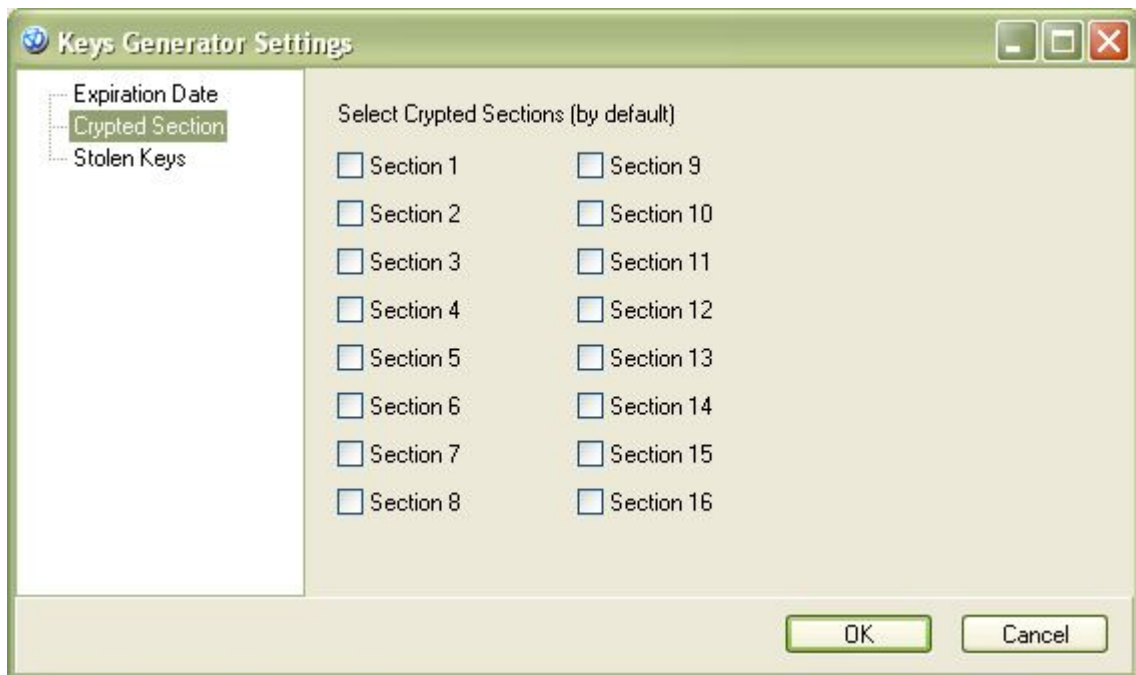 Keys Generator Settings
Expiration Date
Crypted Section
Stolen Keys
Select Crypted Sections (by default)
Section 1
Section 2
Section 3
Section 4
Section 5
Section 6
Section 7
Section 8
Section 9
Section 10
Section 11
Section 12
Section 13
Section 14
Section 15
Section 16
OK
Cancel